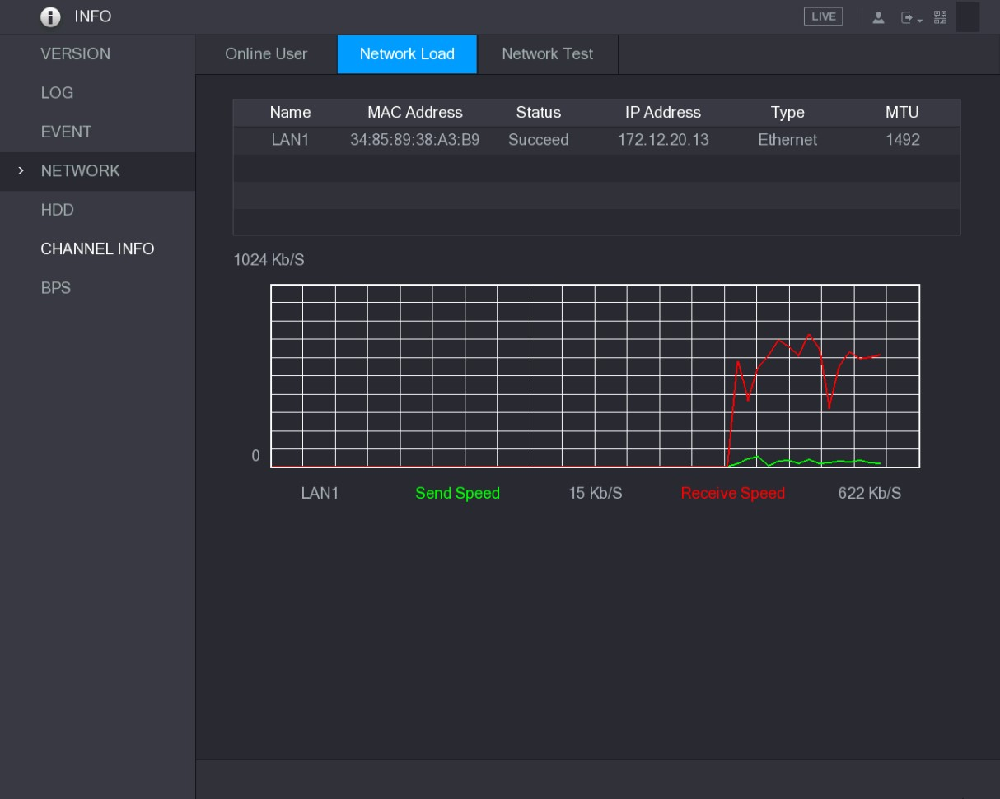 INFO
LIVE
VERSION
LOG
EVENT
NETWORK
HDD
CHANNEL INFO
BPS
Online User Network Load Network Test
Name MAC Address Status IP Address Type MTU
LAN1 34:85:89:38:A3:B9 Succeed 172.12.20.13 Ethernet 1492
1024 Kb/S
0
LAN1 Send Speed 15 Kb/S Receive Speed 622 Kb/S